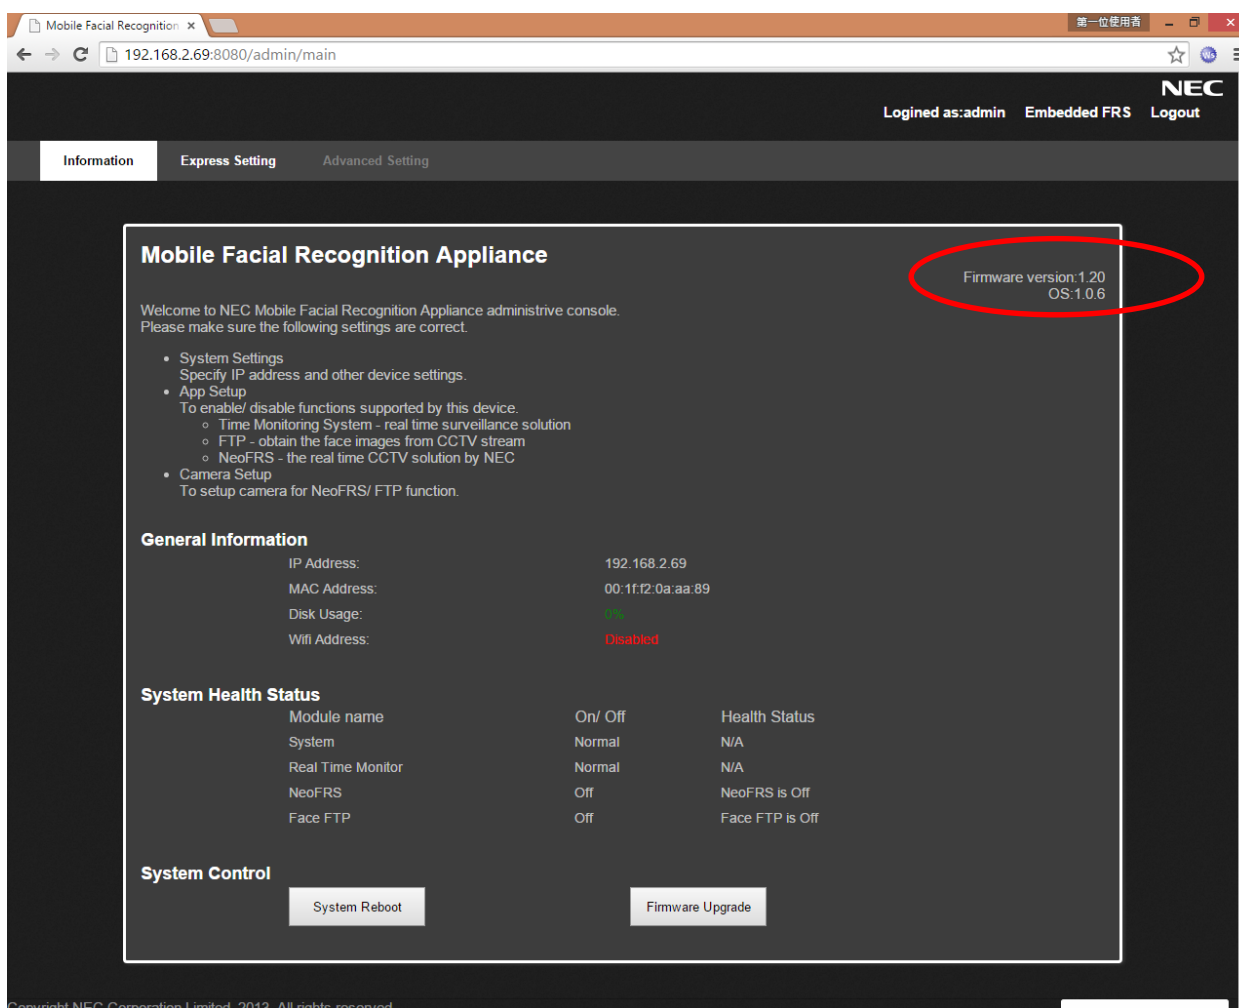 Mobile Facial Recognition
第一位使用者
192.168.2.69:8080/admin/main
NEC
Logined as:admin Embedded FRS Logout
Information Express Setting Advanced Setting
Mobile Facial Recognition Appliance
Firmware version:1.20
OS:1.0.6
Welcome to NEC Mobile Facial Recognition Appliance administrive console.
Please make sure the following settings are correct.
System Settings
Specify IP address and other device settings.
App Setup
To enable/ disable functions supported by this device.
Time Monitoring System - real time surveillance solution
FTP - obtain the face images from CCTV stream
NeoFRS - the real time CCTV solution by NEC
Camera Setup
To setup camera for NeoFRS/ FTP function.
General Information
IP Address: 192.168.2.69
MAC Address: 00:1f:f2:0a:aa:89
Disk Usage: 0%
Wifi Address: Disabled
System Health Status
Module name On/ Off Health Status
System Normal N/A
Real Time Monitor Normal N/A
NeoFRS Off NeoFRS is Off
Face FTP Off Face FTP is Off
System Control
System Reboot Firmware Upgrade
Copyright NEC Corporation Limited, 2013. All rights reserved